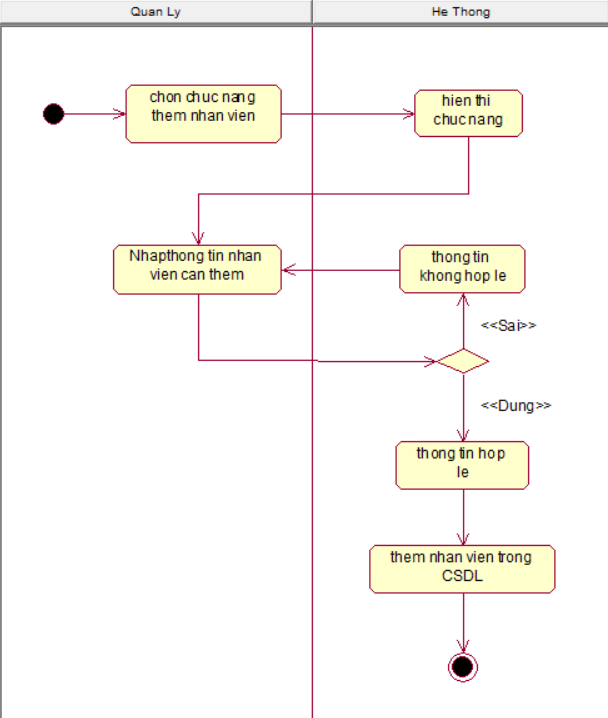 Quan Ly
He Thong
chon chuc nang
them nhan vien
hien thi
chuc nang
Nhapthong tin nhan
vien can them
thong tin
khong hop le
<<Sai>>
<<Dung>>
thong tin hop
le
them nhan vien trong
CSDL